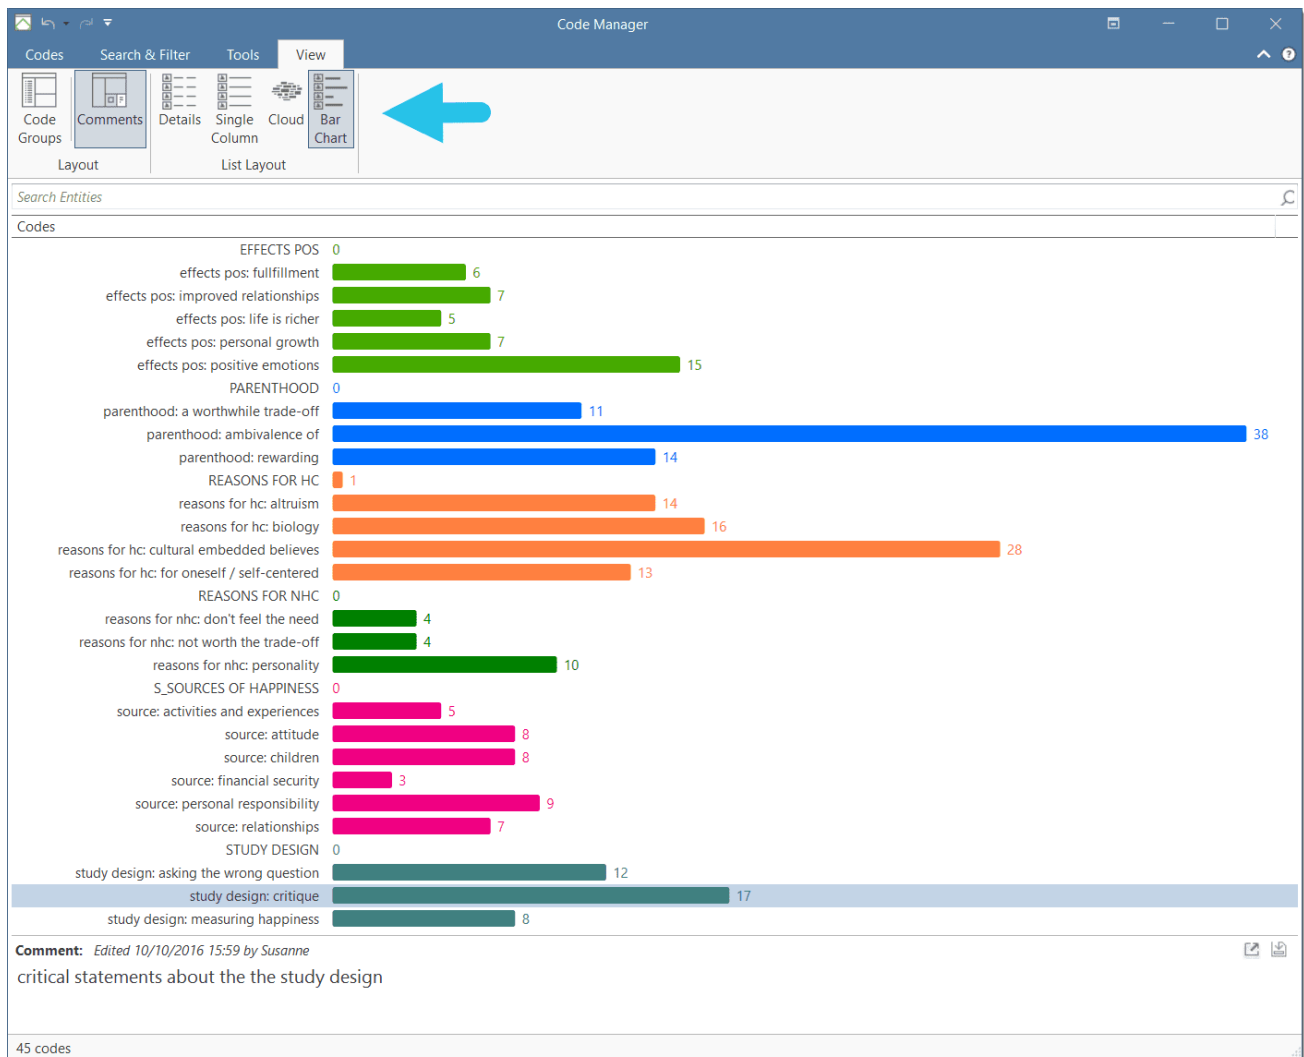 Code Manager
Codes Search & Filter Tools View
Code Groups Comments Details Single Column Cloud Bar Chart
Layout List Layout
Search Entities
Codes
EFFECTS POS 0
effects pos: fullfillment 6
effects pos: improved relationships 7
effects pos: life is richer 5
effects pos: personal growth 7
effects pos: positive emotions 15
PARENTHOOD 0
parenthood: a worthwhile trade-off 11
parenthood: ambivalence of 38
parenthood: rewarding 14
REASONS FOR HC 1
reasons for hc: altruism 14
reasons for hc: biology 16
reasons for hc: cultural embedded believes 28
reasons for hc: for oneself / self-centered 13
REASONS FOR NHC 0
reasons for nhc: don't feel the need 4
reasons for nhc: not worth the trade-off 4
reasons for nhc: personality 10
S_SOURCES OF HAPPINESS 0
source: activities and experiences 5
source: attitude 8
source: children 8
source: financial security 3
source: personal responsibility 9
source: relationships 7
STUDY DESIGN 0
study design: asking the wrong question 12
study design: critique 17
study design: measuring happiness 8
Comment: Edited 10/10/2016 15:59 by Susanne
critical statements about the the study design
45 codes